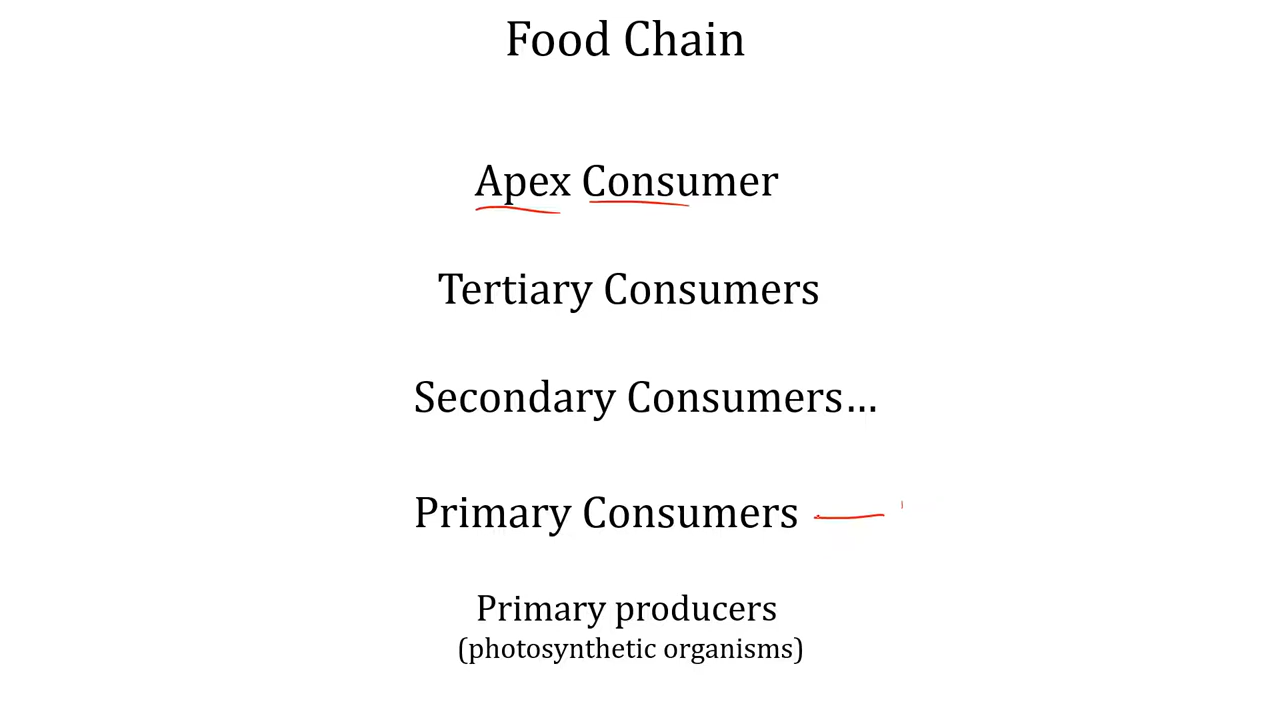 Food Chain
Apex Consumer
Tertiary Consumers
Secondary Consumers...
Primary Consumers
Primary producers
(photosynthetic organisms)